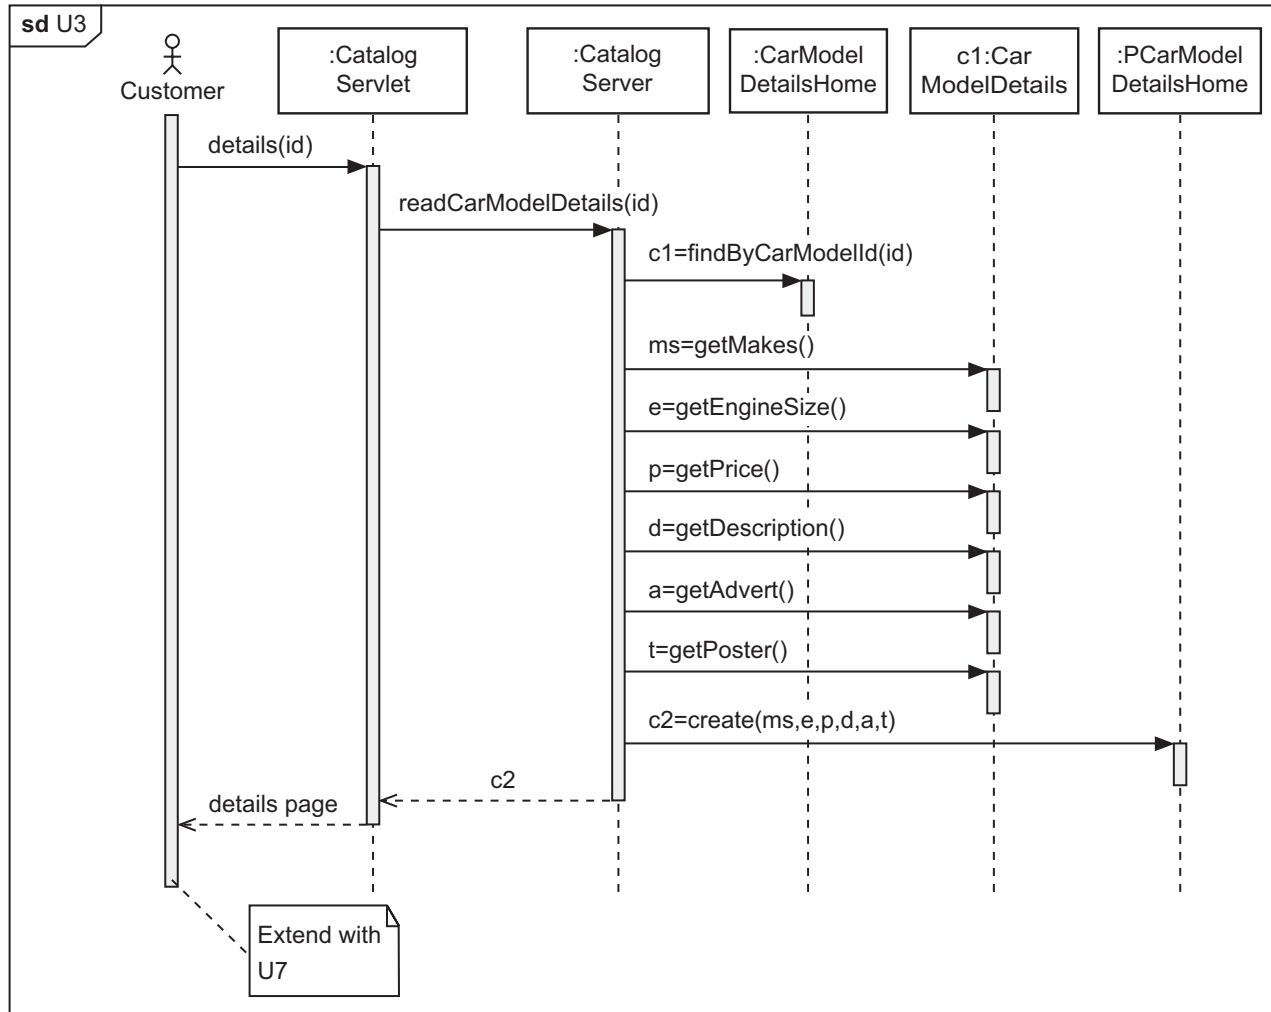 sd U3
Customer
:Catalog
Servlet
:Catalog
Server
:CarModel
DetailsHome
c1:Car
ModelDetails
:PCarModel
DetailsHome
details(id)
readCarModelDetails(id)
c1=findByCarModelId(id)
ms=getMakes()
e=getEngineSize()
p=getPrice()
d=getDescription()
a=getAdvert()
t=getPoster()
c2=create(ms,e,p,d,a,t)
c2
details page
Extend with
U7